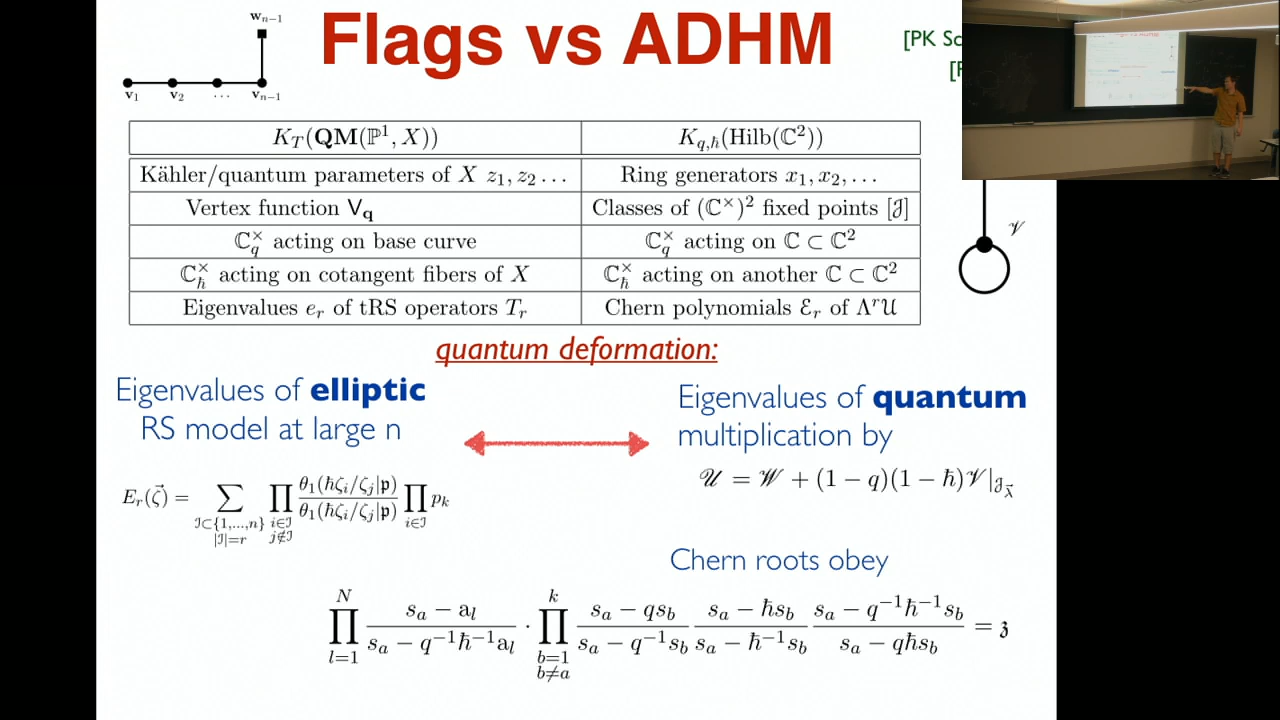 w_{n-1}
Flags vs ADHM
[PK Sc
[
v_1 v_2 ... v_{n-1}
K_T(QM(ℙ^1, X)) K_{q,ħ}(Hilb(ℂ^2))
Kähler/quantum parameters of X z_1, z_2 ... Ring generators x_1, x_2, ...
Vertex function V_q Classes of (ℂ^×)^2 fixed points [𝒥]
ℂ_q^× acting on base curve ℂ_q^× acting on ℂ ⊂ ℂ^2
ℂ_ħ^× acting on cotangent fibers of X ℂ_ħ^× acting on another ℂ ⊂ ℂ^2
Eigenvalues e_r of tRS operators T_r Chern polynomials ℰ_r of Λ^r 𝒰
𝒱
quantum deformation:
Eigenvalues of elliptic
RS model at large n
Eigenvalues of quantum
multiplication by
E_r(ζ⃗) = ∑_{𝒥⊂{1,...,n} |𝒥|=r} ∏_{i∈𝒥 j∉𝒥} θ_1(ħζ_i/ζ_j|𝔭) / θ_1(ħζ_i/ζ_j|𝔭) ∏_{i∈𝒥} p_k
𝒰 = 𝒲 + (1 − q)(1 − ħ)𝒱|_{𝒥_{λ⃗}}
Chern roots obey
∏_{l=1}^{N} (s_a − a_l) / (s_a − q^{-1}ħ^{-1}a_l) · ∏_{b=1 b≠a}^{k} (s_a − qs_b) / (s_a − q^{-1}s_b) (s_a − ħs_b) / (s_a − ħ^{-1}s_b) (s_a − q^{-1}ħ^{-1}s_b) / (s_a − qħs_b) = 𝔷